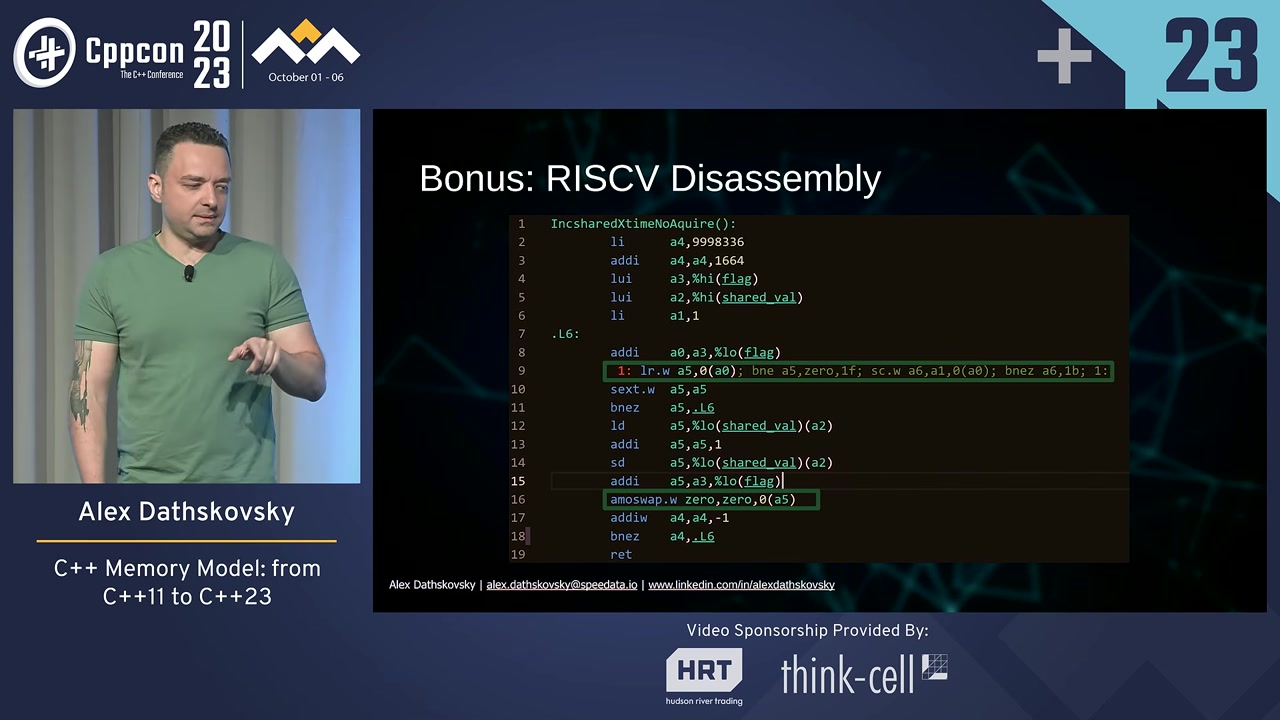 Cppcon
The C++ Conference
20
23
October 01 - 06
23
Bonus: RISCV Disassembly
1 IncsharedXtimeNoAquire():
2 li a4,9998336
3 addi a4,a4,1664
4 lui a3,%hi(flag)
5 lui a2,%hi(shared_val)
6 li a1,1
7 .L6:
8 addi a0,a3,%lo(flag)
9 1: lr.w a5,0(a0); bne a5,zero,1f; sc.w a6,a1,0(a0); bnez a6,1b; 1:
10 sext.w a5,a5
11 bnez a5,.L6
12 ld a5,%lo(shared_val)(a2)
13 addi a5,a5,1
14 sd a5,%lo(shared_val)(a2)
15 addi a5,a3,%lo(flag)
16 amoswap.w zero,zero,0(a5)
17 addiw a4,a4,-1
18 bnez a4,.L6
19 ret
Alex Dathskovsky | alex.dathskovsky@speedata.io | www.linkedin.com/in/alexdathskovsky
Alex Dathskovsky
C++ Memory Model: from
C++11 to C++23
Video Sponsorship Provided By:
HRT
hudson river trading
think-cell